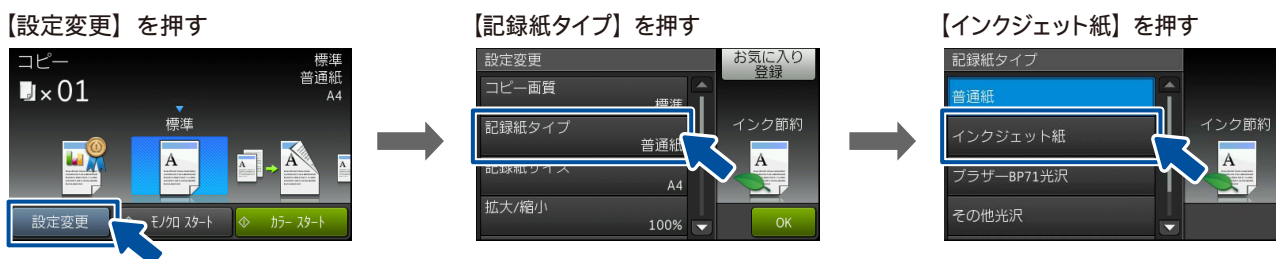 【設定変更】を押す
コピー
×01
標準
普通紙
A4
標準
設定変更
モノクロ スタート
カラー スタート
【記録紙タイプ】を押す
設定変更
お気に入り
登録
コピー画質
標準
記録紙タイプ
普通紙
記録紙サイズ
A4
拡大/縮小
100%
インク節約
OK
【インクジェット紙】を押す
記録紙タイプ
普通紙
インクジェット紙
ブラザーBP71光沢
その他光沢
インク節約